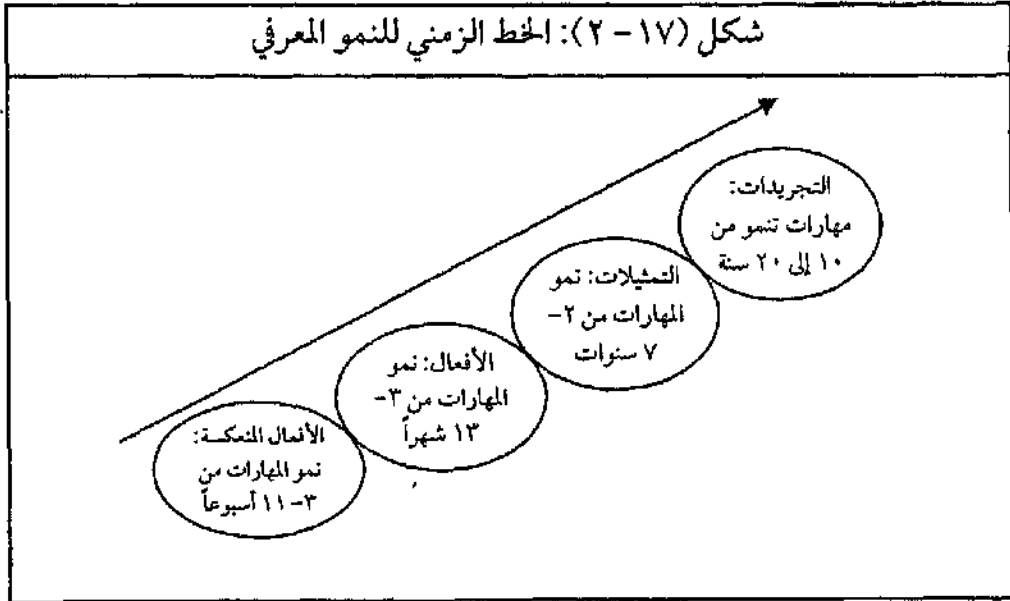 شكل (١٧ – ٢): الخط الزمني للنمو المعرفي
التجريدات:
مهارات تنمو من
١٠ إلى ٢٠ سنة
التمثيلات: نمو
المهارات من ٢–
٧ سنوات
الأفعال: نمو
المهارات من ٣–
١٣ شهراً
الأفعال المنعكسة:
نمو المهارات من
٣–١١ أسبوعاً